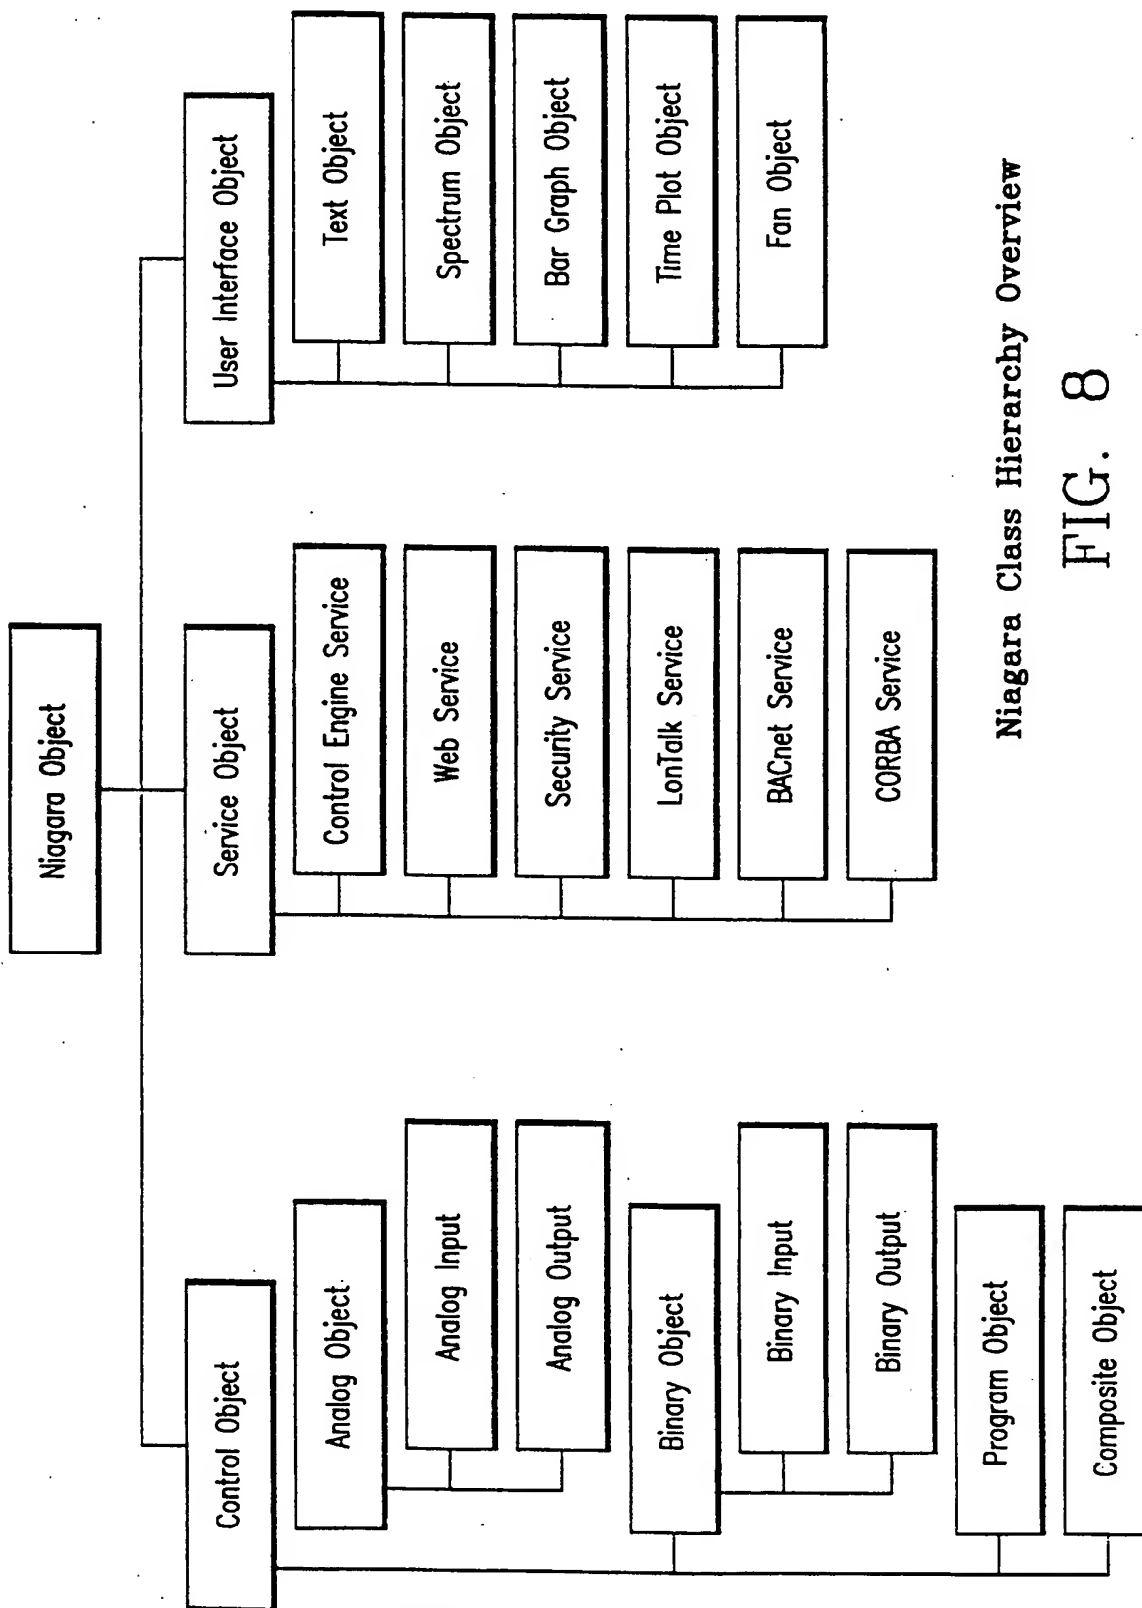 Niagara Object
Control Object
Analog Object
Analog Input
Analog Output
Binary Object
Binary Input
Binary Output
Program Object
Composite Object
Service Object
Control Engine Service
Web Service
Security Service
LonTalk Service
BACnet Service
CORBA Service
User Interface Object
Text Object
Spectrum Object
Bar Graph Object
Time Plot Object
Fan Object
Niagara Class Hierarchy Overview
FIG. 8